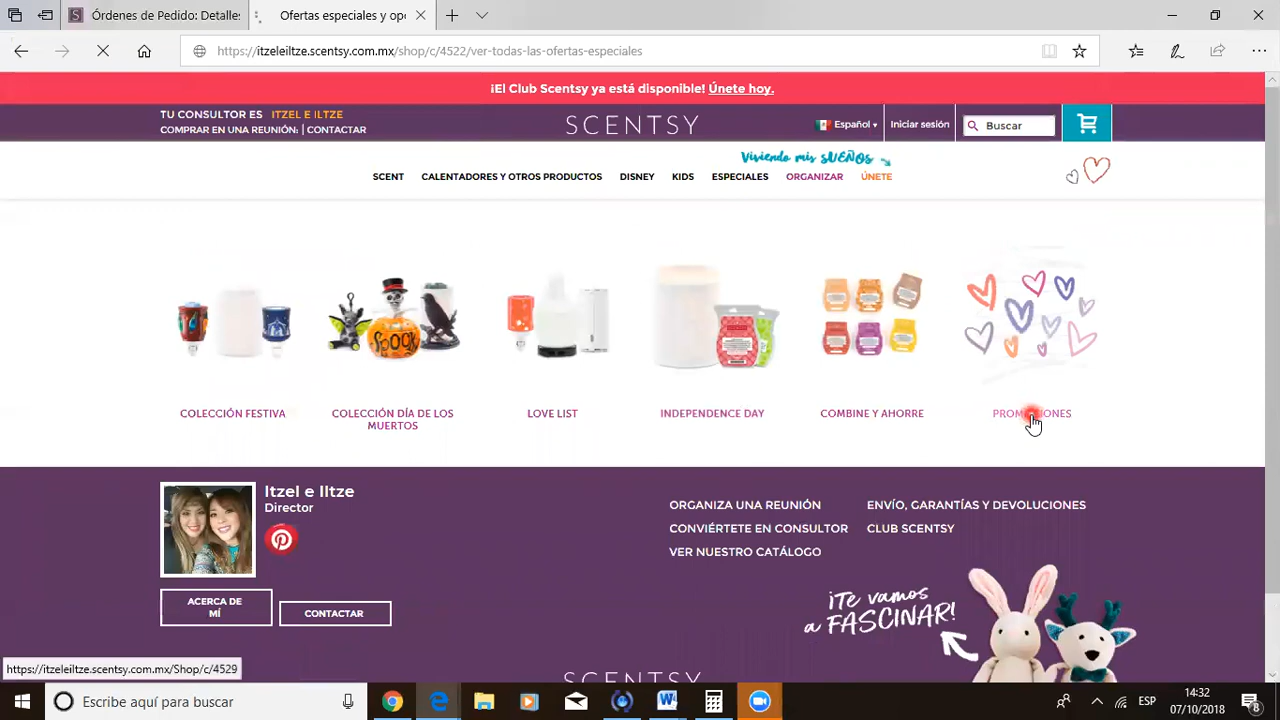 Órdenes de Pedido: Día
Ofertas especiales y opc
https://itzeleiltze.scentsy.com.mx/shop/c/4522/ver-todas-las-ofertas-especiales
¡El Club Scentsy ya está disponible! Únete hoy.
TU CONSULTOR ES ITZEL E ILTZE
COMPRAR EN UNA REUNIÓN: | CONTACTAR
SCENTSY
Español
Iniciar sesión
Buscar
Viviendo mis SUEÑOS
SCENT CALENTADORES Y OTROS PRODUCTOS DISNEY KIDS ESPECIALES ORGANIZAR ÚNETE
SPOOK
COLECCIÓN FESTIVA
COLECCIÓN DÍA DE LOS
MUERTOS
LOVE LIST
INDEPENDENCE DAY
COMBINE Y AHORRE
PROMOCIONES
Itzel e Iltze
Director
ACERCA DE
MÍ
CONTACTAR
ORGANIZA UNA REUNIÓN
CONVIÉRTETE EN CONSULTOR
VER NUESTRO CATÁLOGO
ENVÍO, GARANTÍAS Y DEVOLUCIONES
CLUB SCENTSY
¡Te vamos
a FASCINAR!
SCENTSY
https://itzeleiltze.scentsy.com.mx/Shop/c/4529
Escribe aquí para buscar
ESP
14:32
07/10/2018
8